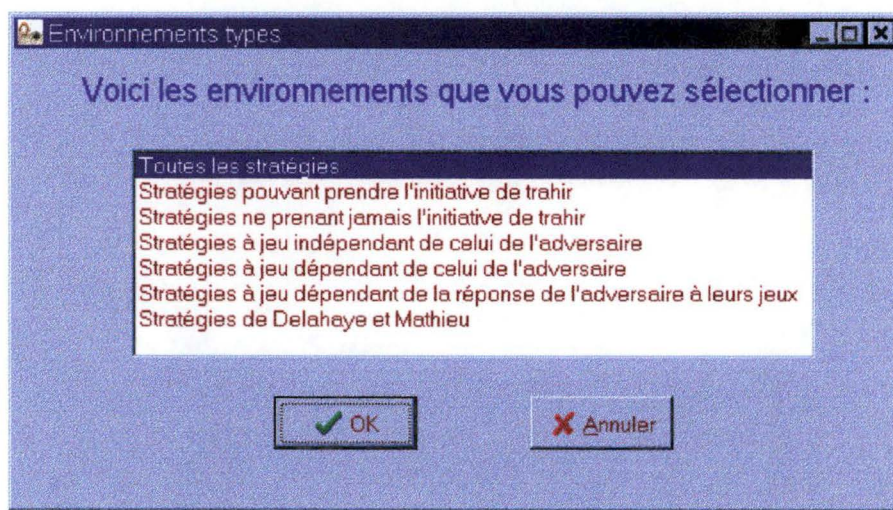 Environnements types
Voici les environnements que vous pouvez sélectionner :
Toutes les stratégies
Stratégies pouvant prendre l'initiative de trahir
Stratégies ne prenant jamais l'initiative de trahir
Stratégies à jeu indépendant de celui de l'adversaire
Stratégies à jeu dépendant de celui de l'adversaire
Stratégies à jeu dépendant de la réponse de l'adversaire à leurs jeux
Stratégies de Delahaye et Mathieu
OK
Annuler